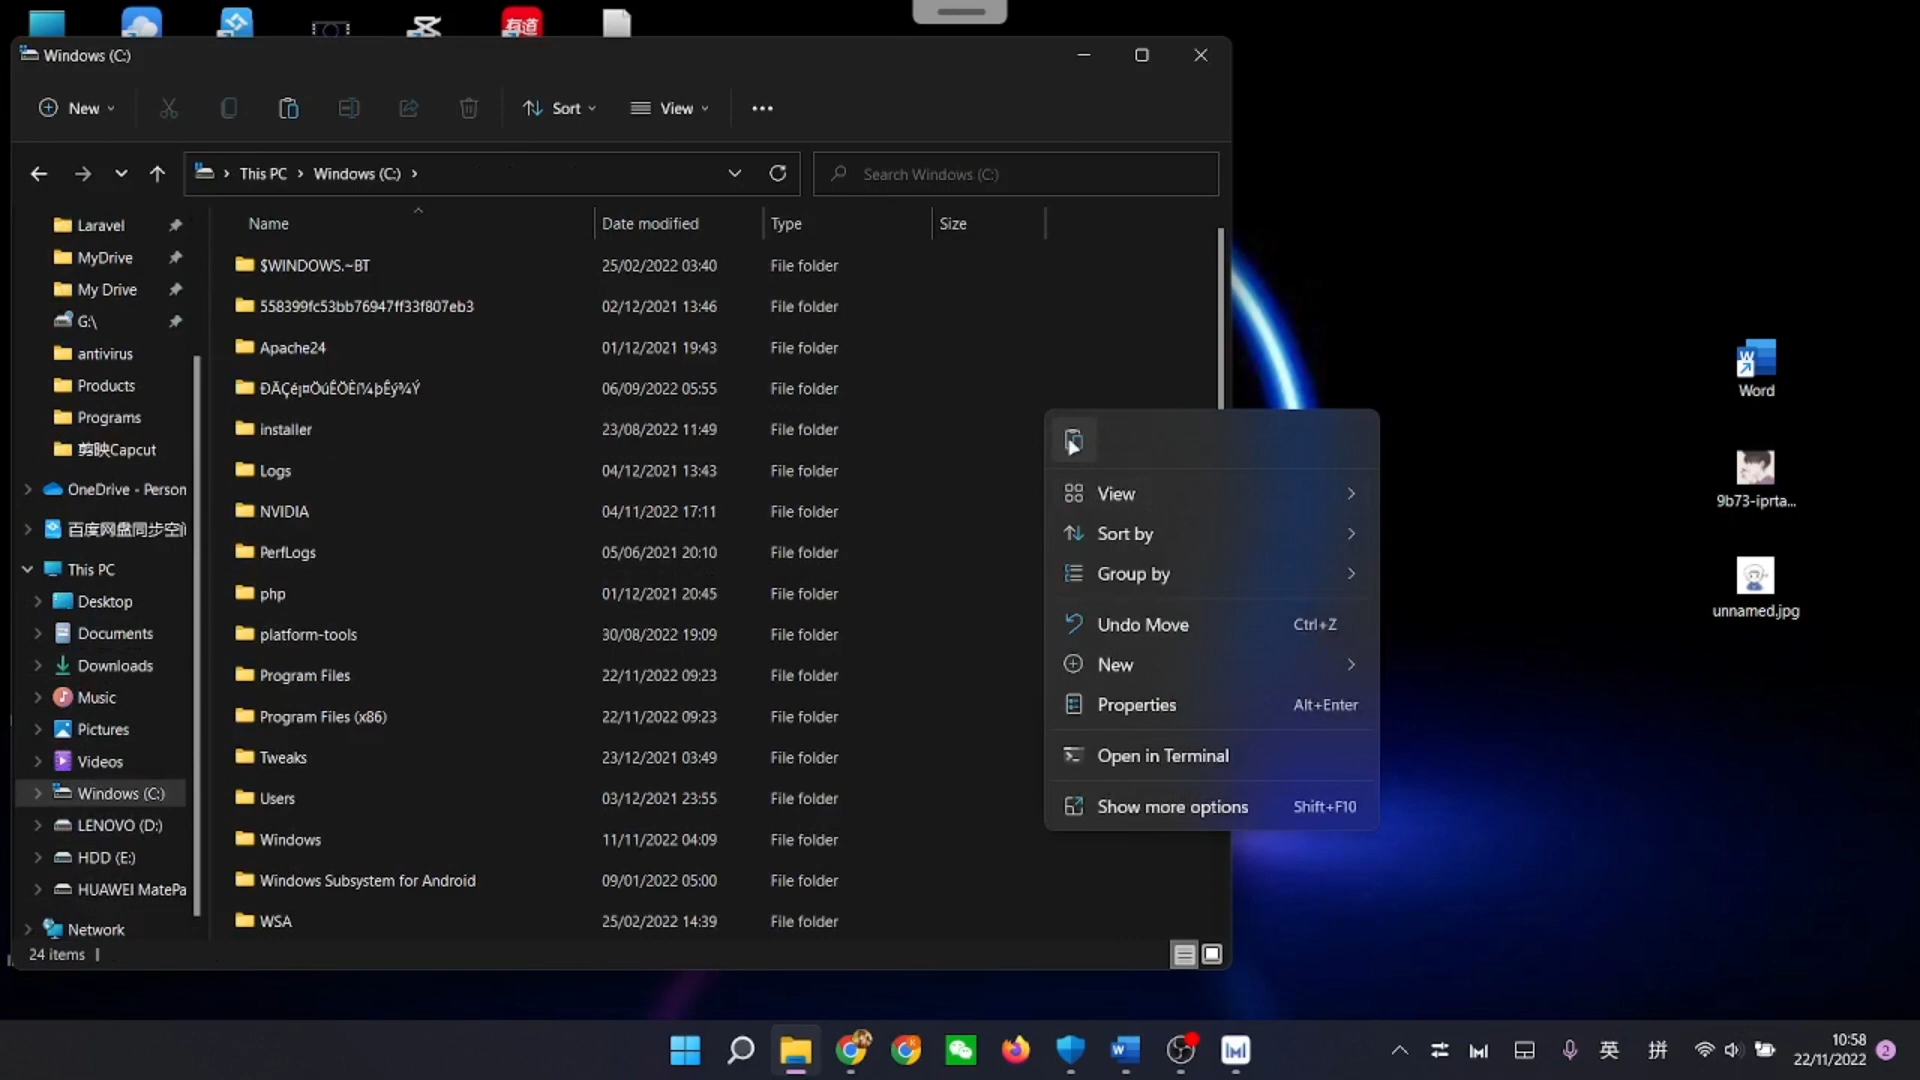 有道
Windows (C:)
New
Sort
View
This PC
Windows (C:)
Search Windows (C:)
Name
Date modified
Type
Size
Laravel
MyDrive
My Drive
G:\
antivirus
Products
Programs
剪映Capcut
OneDrive - Person
百度网盘同步空间
This PC
Desktop
Documents
Downloads
Music
Pictures
Videos
Windows (C:)
LENOVO (D:)
HDD (E:)
HUAWEI MatePa
Network
$WINDOWS.~BT 25/02/2022 03:40 File folder
558399fc53bb76947ff33f807eb3 02/12/2021 13:46 File folder
Apache24 01/12/2021 19:43 File folder
06/09/2022 05:55 File folder
installer 23/08/2022 11:49 File folder
Logs 04/12/2021 13:43 File folder
NVIDIA 04/11/2022 17:11 File folder
PerfLogs 05/06/2021 20:10 File folder
php 01/12/2021 20:45 File folder
platform-tools 30/08/2022 19:09 File folder
Program Files 22/11/2022 09:23 File folder
Program Files (x86) 22/11/2022 09:23 File folder
Tweaks 23/12/2021 03:49 File folder
Users 03/12/2021 23:55 File folder
Windows 11/11/2022 04:09 File folder
Windows Subsystem for Android 09/01/2022 05:00 File folder
WSA 25/02/2022 14:39 File folder
24 items
View
Sort by
Group by
Undo Move Ctrl+Z
New
Properties Alt+Enter
Open in Terminal
Show more options Shift+F10
Word
9b73-iprta...
unnamed.jpg
英
拼
10:58
22/11/2022
2